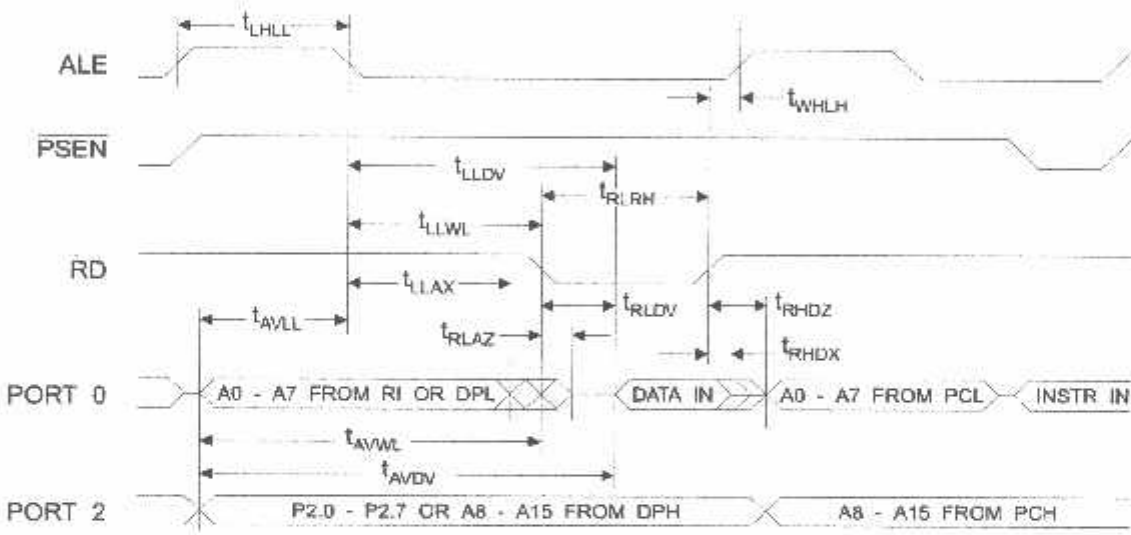 tLHLL
ALE
tWHLH
PSEN
tLLDV
tRLRH
tLLWL
RD
tLLAX
tRLDV
tRHDZ
tAVLL
tRLAZ
tRHDX
PORT 0
A0 - A7 FROM RI OR DPL
DATA IN
A0 - A7 FROM PCL
INSTR IN
tAVWL
tAVDV
PORT 2
P2.0 - P2.7 OR A8 - A15 FROM DPH
A8 - A15 FROM PCH